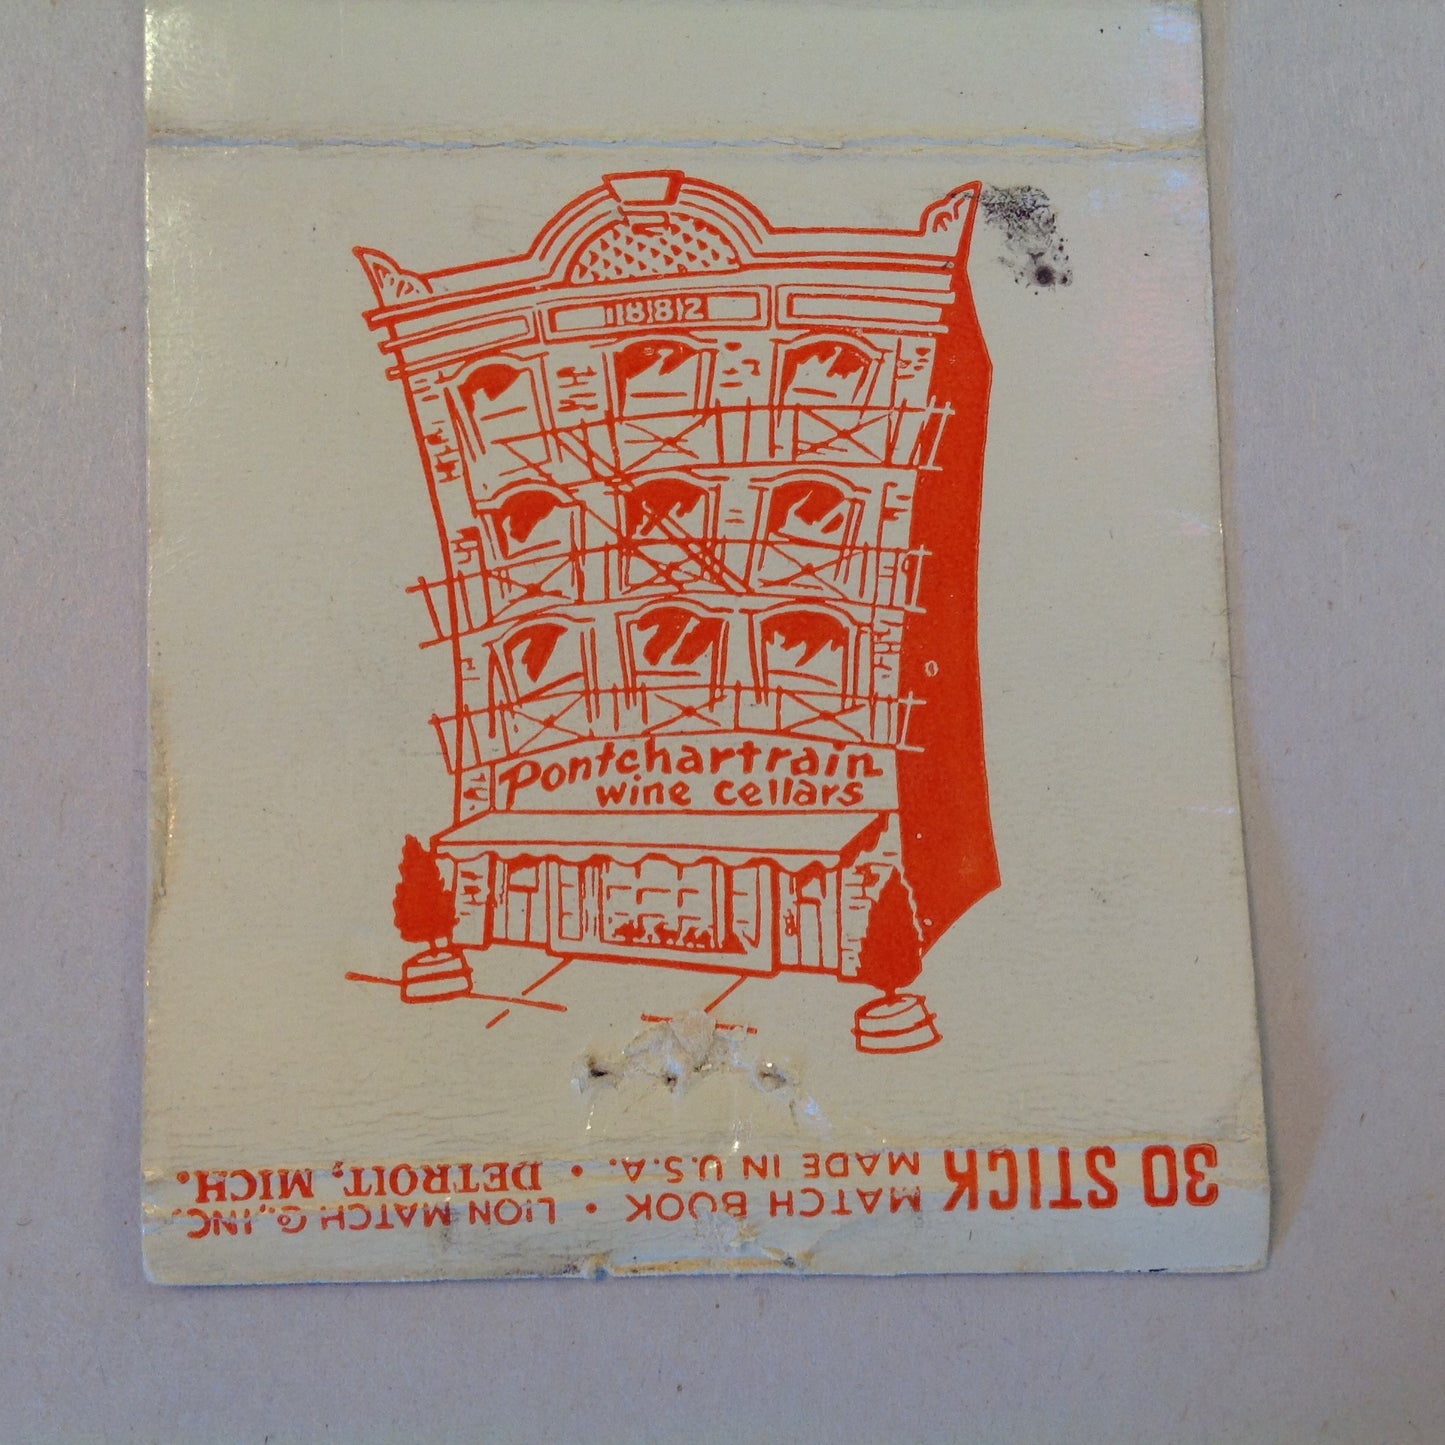 1882
Pontchartrain
wine cellars
30 STICK
MATCH BOOK • LION MATCH Co., INC.
MADE IN U.S.A. • DETROIT, MICH.